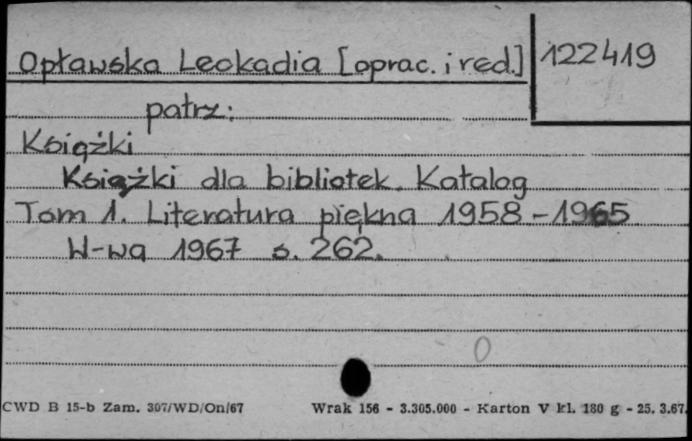 Opławska Leokadia [oprac. i red.] 122419
patrz:
Książki
Książki dla bibliotek. Katalog
Tom 1. Literatura piękna 1958-1965
W-wa 1967 s. 262.
0
CWD B 15-b Zam. 307/WD/On/67 Wrak 156 - 3.305.000 - Karton V kl. 180 g - 25. 3.67.